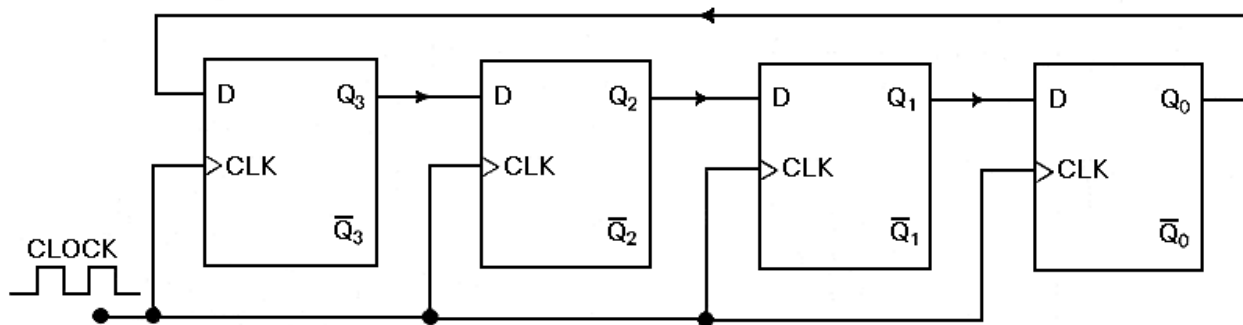 D Q₃ D Q₂ D Q₁ D Q₀
CLK CLK CLK CLK
Q̅₃ Q̅₂ Q̅₁ Q̅₀
CLOCK